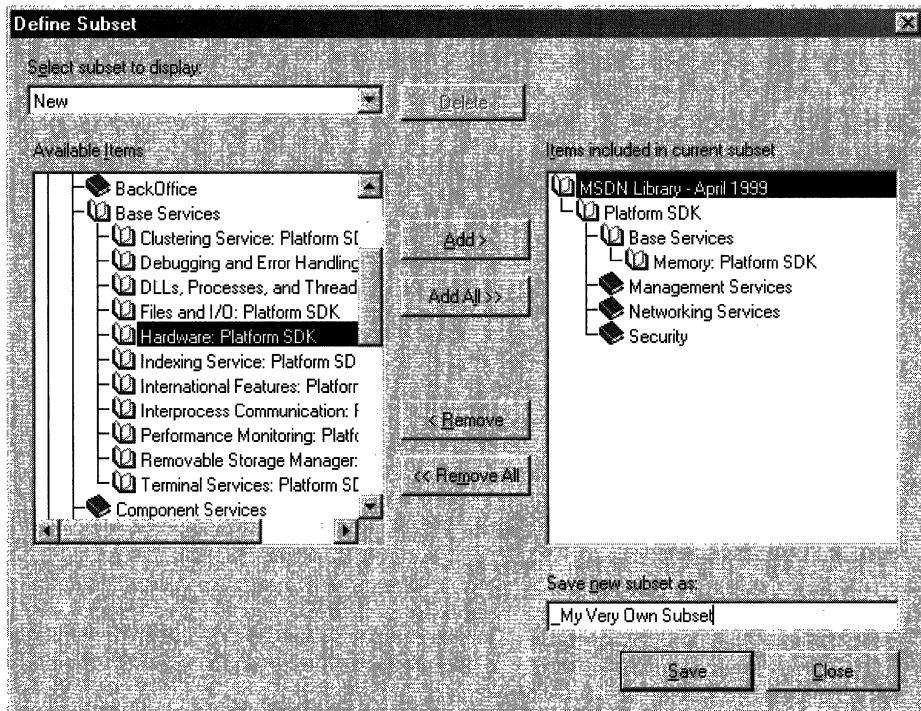 Define Subset
Select subset to display:
New
Delete
Available Items
BackOffice
Base Services
Clustering Service: Platform SD
Debugging and Error Handling
DLLs, Processes, and Thread
Files and I/O: Platform SDK
Hardware: Platform SDK
Indexing Service: Platform SD
International Features: Platform
Interprocess Communication: P
Performance Monitoring: Platfo
Removable Storage Manager:
Terminal Services: Platform SD
Component Services
Add >
Add All >>
< Remove
<< Remove All
Items included in current subset
MSDN Library - April 1999
Platform SDK
Base Services
Memory: Platform SDK
Management Services
Networking Services
Security
Save new subset as:
_My Very Own Subset
Save
Close